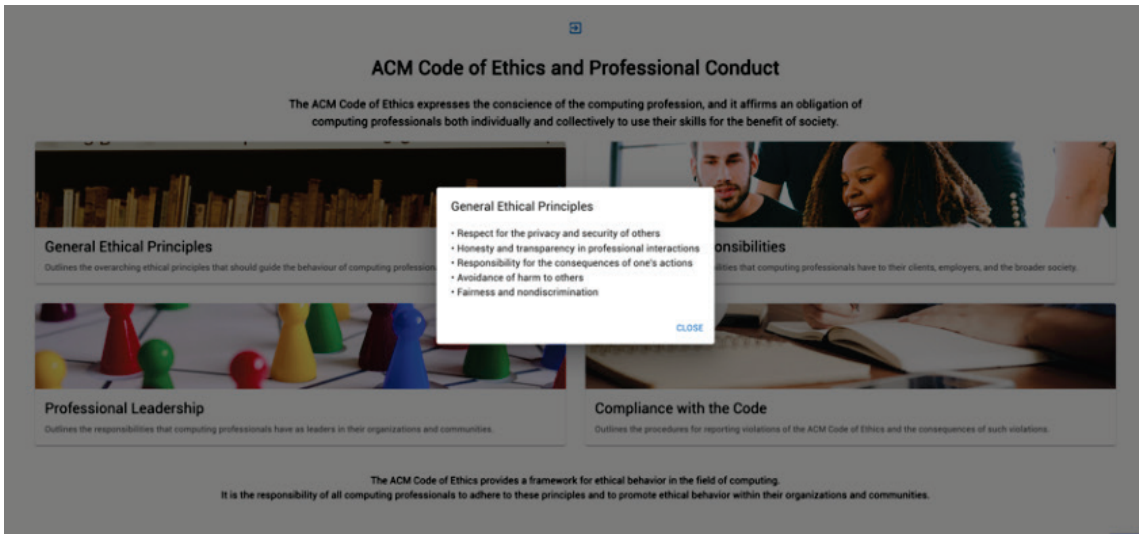 ACM Code of Ethics and Professional Conduct
The ACM Code of Ethics expresses the conscience of the computing profession, and it affirms an obligation of
computing professionals both individually and collectively to use their skills for the benefit of society.
General Ethical Principles
• Respect for the privacy and security of others
• Honesty and transparency in professional interactions
• Responsibility for the consequences of one's actions
• Avoidance of harm to others
• Fairness and nondiscrimination
CLOSE
General Ethical Principles
Outlines the overarching ethical principles that should guide the behaviour of computing
that computing professionals have to their clients, employers, and the broader society.
Professional Leadership
Outlines the responsibilities that computing professionals have as leaders in their organizations and communities.
Compliance with the Code
Outlines the procedures for reporting violations of the ACM Code of Ethics and the consequences of such violations.
The ACM Code of Ethics provides a framework for ethical behavior in the field of computing.
It is the responsibility of all computing professionals to adhere to these principles and to promote ethical behavior within their organizations and communities.